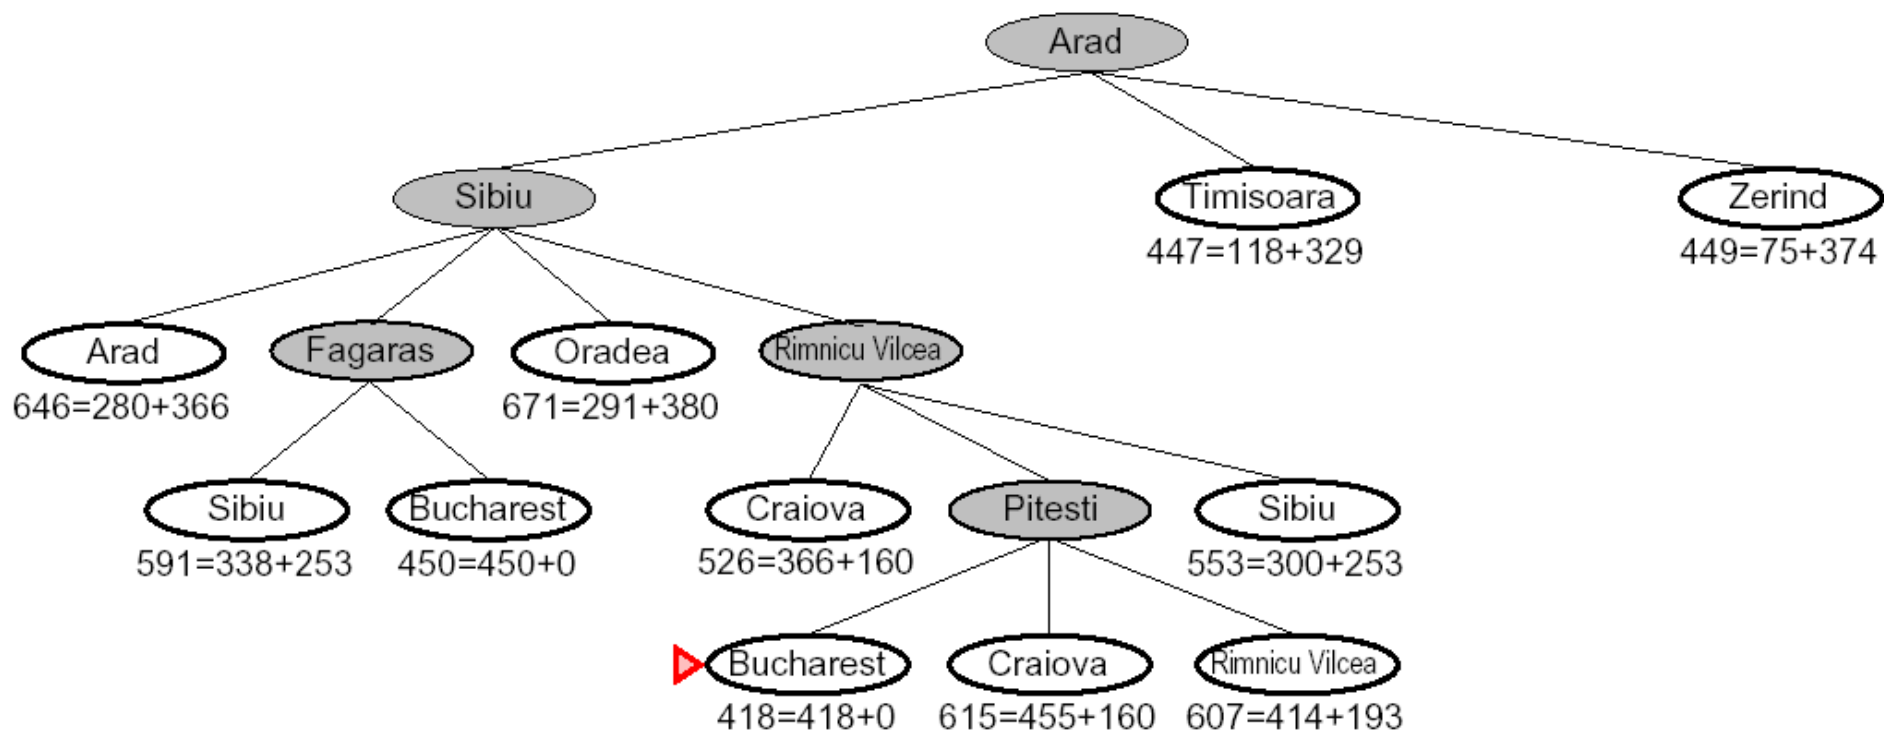 Arad
Sibiu
Timisoara
Zerind
447=118+329
449=75+374
Arad
Fagaras
Oradea
Rimnicu Vilcea
646=280+366
671=291+380
Sibiu
Bucharest
Craiova
Pitesti
Sibiu
591=338+253
450=450+0
526=366+160
553=300+253
Bucharest
Craiova
Rimnicu Vilcea
418=418+0
615=455+160
607=414+193